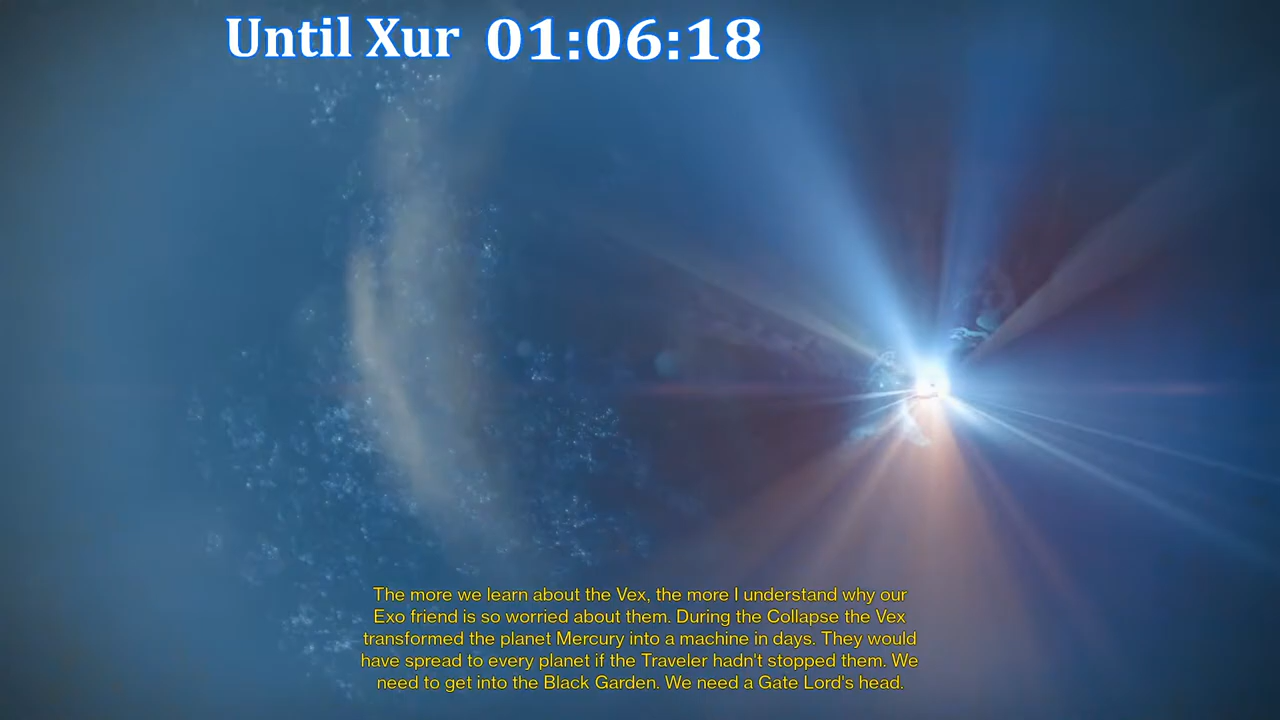 Until Xur 01:06:18
The more we learn about the Vex, the more I understand why our
Exo friend is so worried about them. During the Collapse the Vex
transformed the planet Mercury into a machine in days. They would
have spread to every planet if the Traveler hadn't stopped them. We
need to get into the Black Garden. We need a Gate Lord's head.